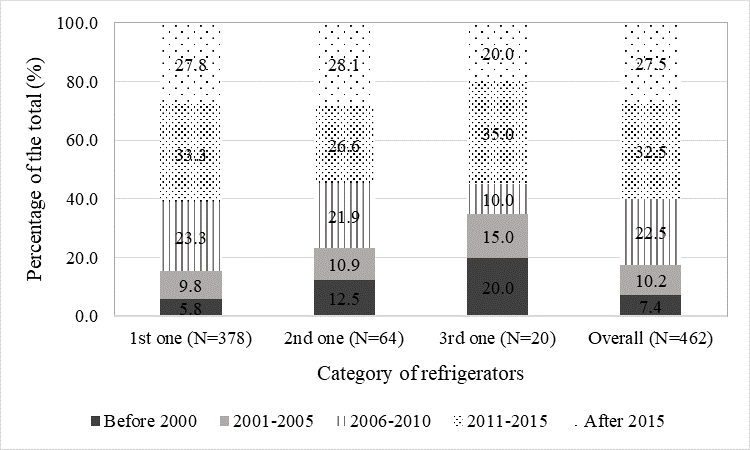 Percentage of the total (%)
100.0
80.0
60.0
40.0
20.0
0.0
27.8 28.1 20.0 27.5
33.3 26.6 35.0 32.5
23.3 21.9 10.0 22.5
9.8 10.9 15.0 10.2
5.8 12.5 20.0 7.4
1st one (N=378) 2nd one (N=64) 3rd one (N=20) Overall (N=462)
Category of refrigerators
Before 2000 2001-2005 2006-2010 2011-2015 After 2015